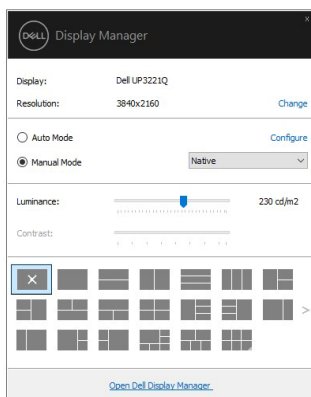 DELL Display Manager
Display: Dell UP3221Q
Resolution: 3840x2160 Change
Auto Mode Configure
Manual Mode Native
Luminance: 230 cd/m2
Contrast:
Open Dell Display Manager